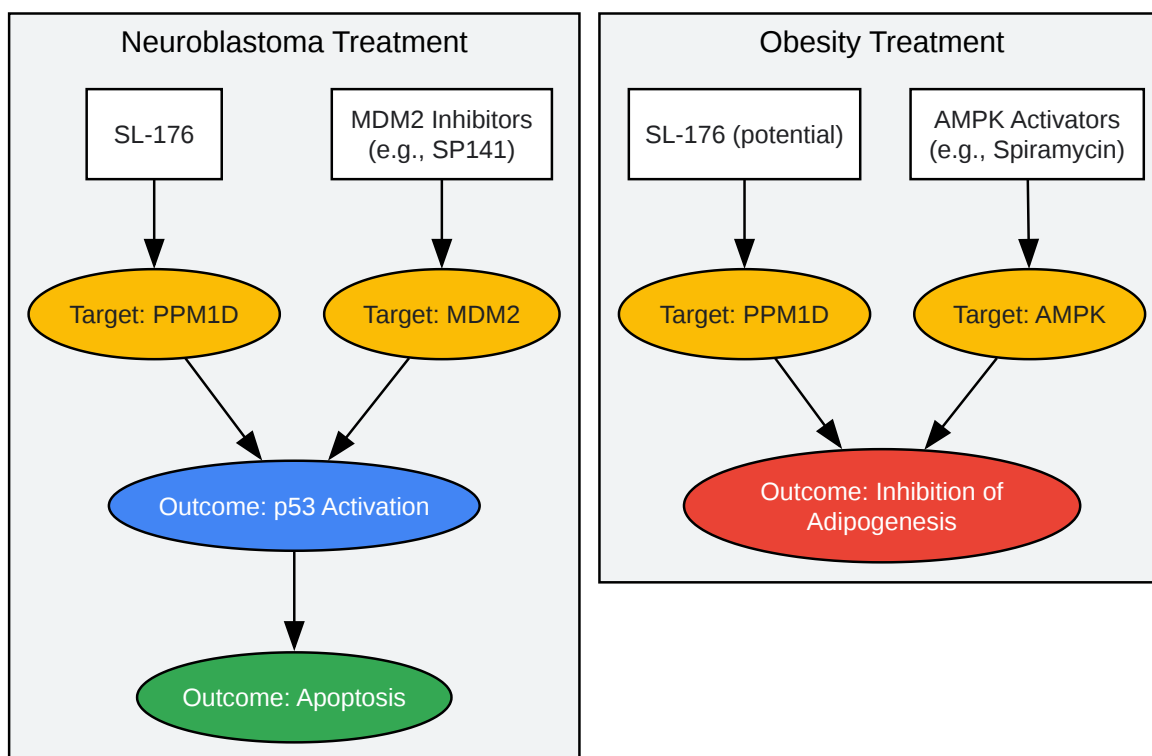 Neuroblastoma Treatment
SL-176
MDM2 Inhibitors
(e.g., SP141)
Target: PPM1D
Target: MDM2
Outcome: p53 Activation
Outcome: Apoptosis
Obesity Treatment
SL-176 (potential)
AMPK Activators
(e.g., Spiramycin)
Target: PPM1D
Target: AMPK
Outcome: Inhibition of
Adipogenesis